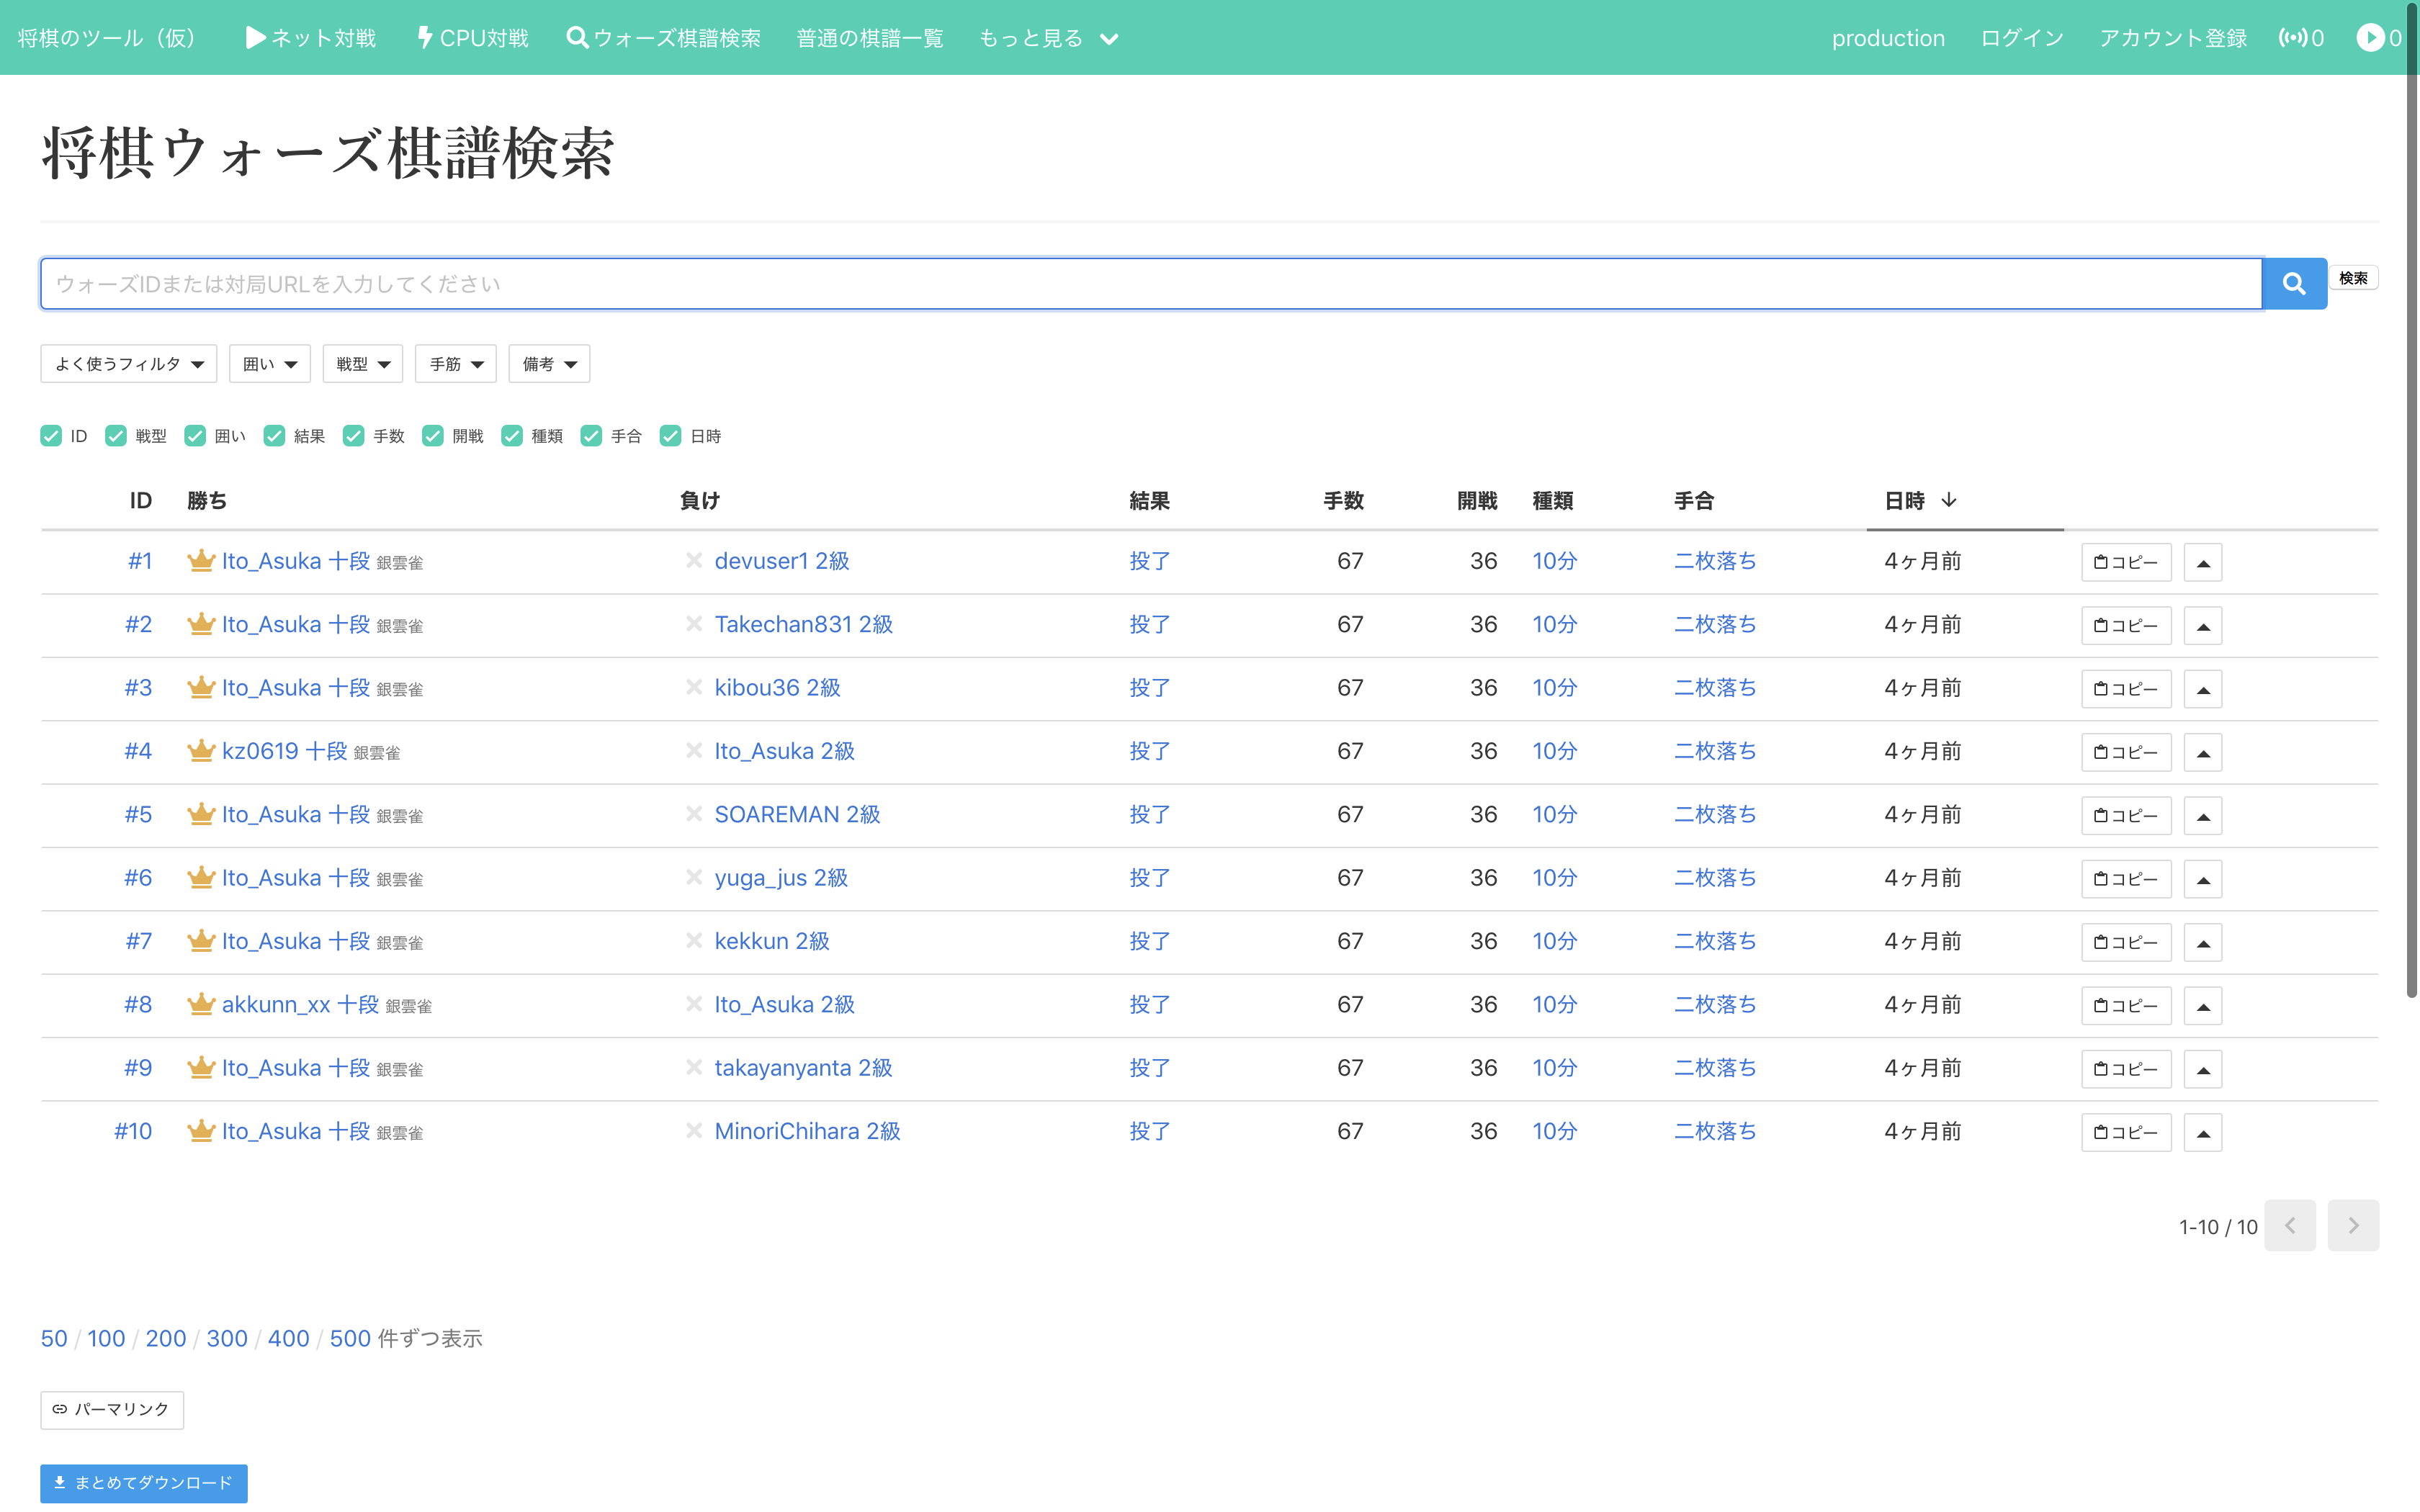 将棋のツール（仮） ネット対戦 CPU対戦 ウォーズ棋譜検索 普通の棋譜一覧 もっと見る production ログイン アカウント登録 0 0
将棋ウォーズ棋譜検索
ウォーズIDまたは対局URLを入力してください 検索
よく使うフィルタ 囲い 戦型 手筋 備考
ID 戦型 囲い 結果 手数 開戦 種類 手合 日時
ID 勝ち 負け 結果 手数 開戦 種類 手合 日時
#1 Ito_Asuka 十段 銀雲雀 devuser1 2級 投了 67 36 10分 二枚落ち 4ヶ月前 コピー
#2 Ito_Asuka 十段 銀雲雀 Takechan831 2級 投了 67 36 10分 二枚落ち 4ヶ月前 コピー
#3 Ito_Asuka 十段 銀雲雀 kibou36 2級 投了 67 36 10分 二枚落ち 4ヶ月前 コピー
#4 kz0619 十段 銀雲雀 Ito_Asuka 2級 投了 67 36 10分 二枚落ち 4ヶ月前 コピー
#5 Ito_Asuka 十段 銀雲雀 SOAREMAN 2級 投了 67 36 10分 二枚落ち 4ヶ月前 コピー
#6 Ito_Asuka 十段 銀雲雀 yuga_jus 2級 投了 67 36 10分 二枚落ち 4ヶ月前 コピー
#7 Ito_Asuka 十段 銀雲雀 kekkun 2級 投了 67 36 10分 二枚落ち 4ヶ月前 コピー
#8 akkunn_xx 十段 銀雲雀 Ito_Asuka 2級 投了 67 36 10分 二枚落ち 4ヶ月前 コピー
#9 Ito_Asuka 十段 銀雲雀 takayanyanta 2級 投了 67 36 10分 二枚落ち 4ヶ月前 コピー
#10 Ito_Asuka 十段 銀雲雀 MinoriChihara 2級 投了 67 36 10分 二枚落ち 4ヶ月前 コピー
1-10 / 10
50 / 100 / 200 / 300 / 400 / 500 件ずつ表示
パーマリンク
まとめてダウンロード